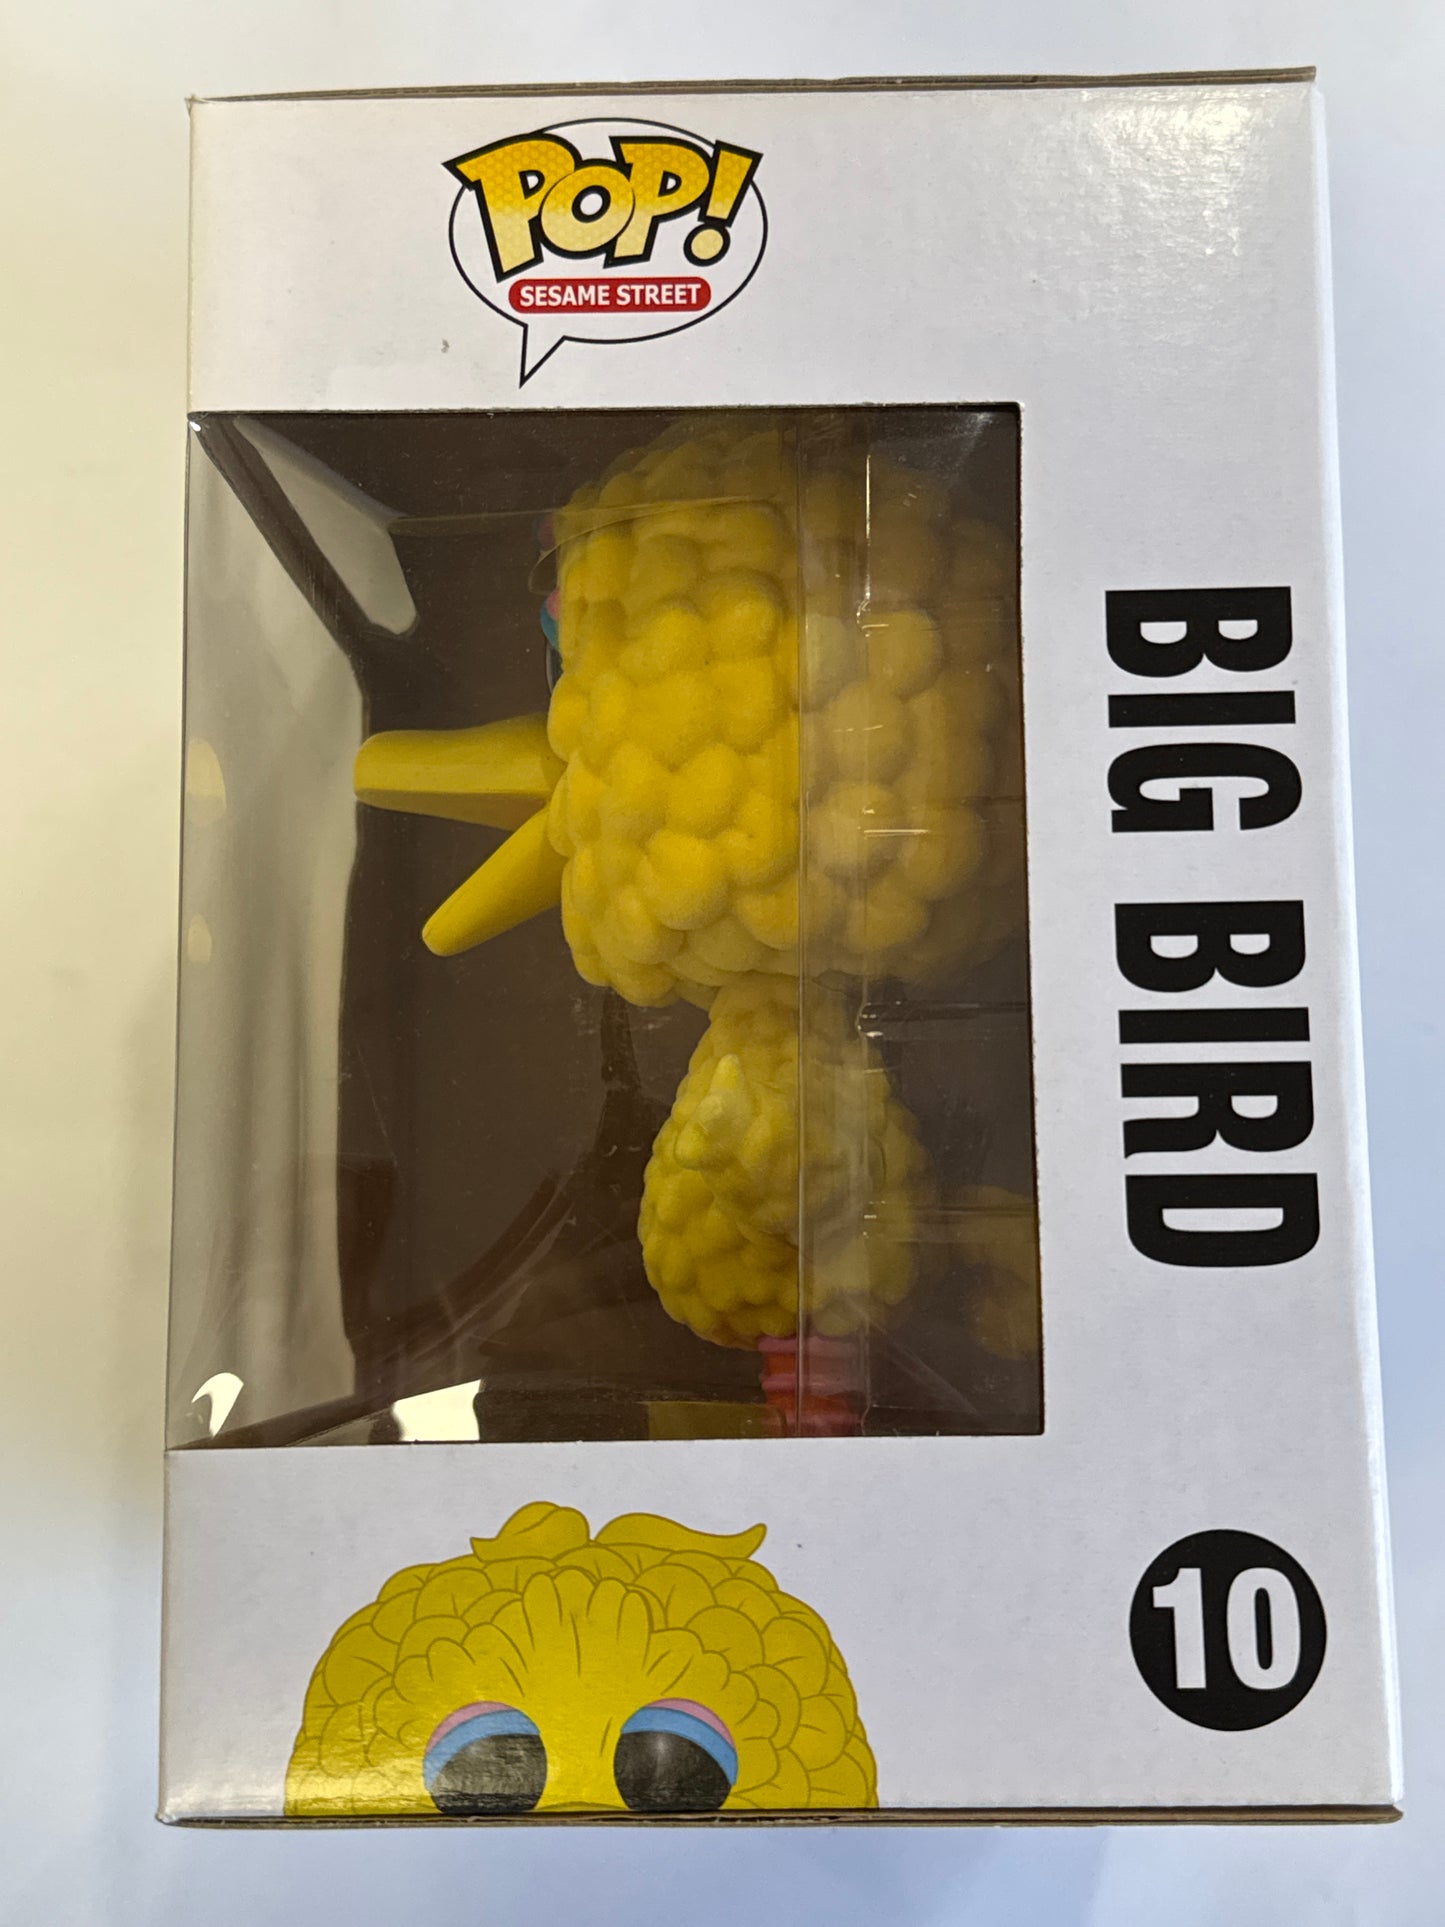 POP!
SESAME STREET
BIG BIRD
10